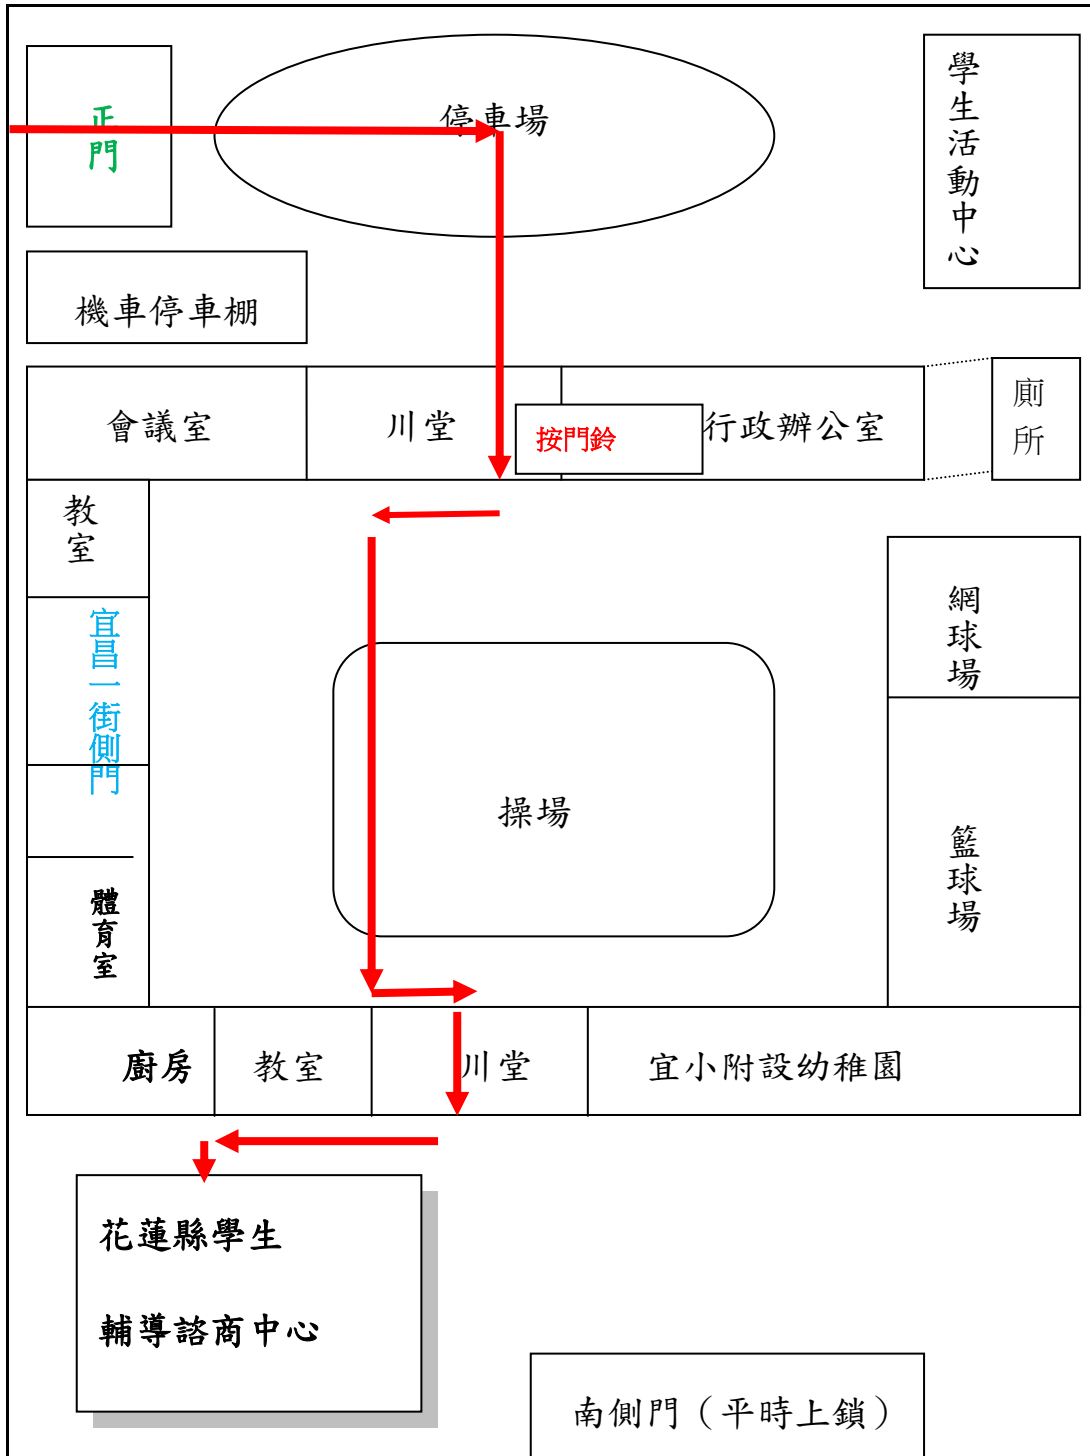 正門
停車場
學生活動中心
機車停車棚
會議室
川堂
按門鈴
行政辦公室
廁所
教室
宜昌一街側門
網球場
操場
籃球場
體育室
廚房
教室
川堂
宜小附設幼稚園
花蓮縣學生
輔導諮商中心
南側門（平時上鎖）